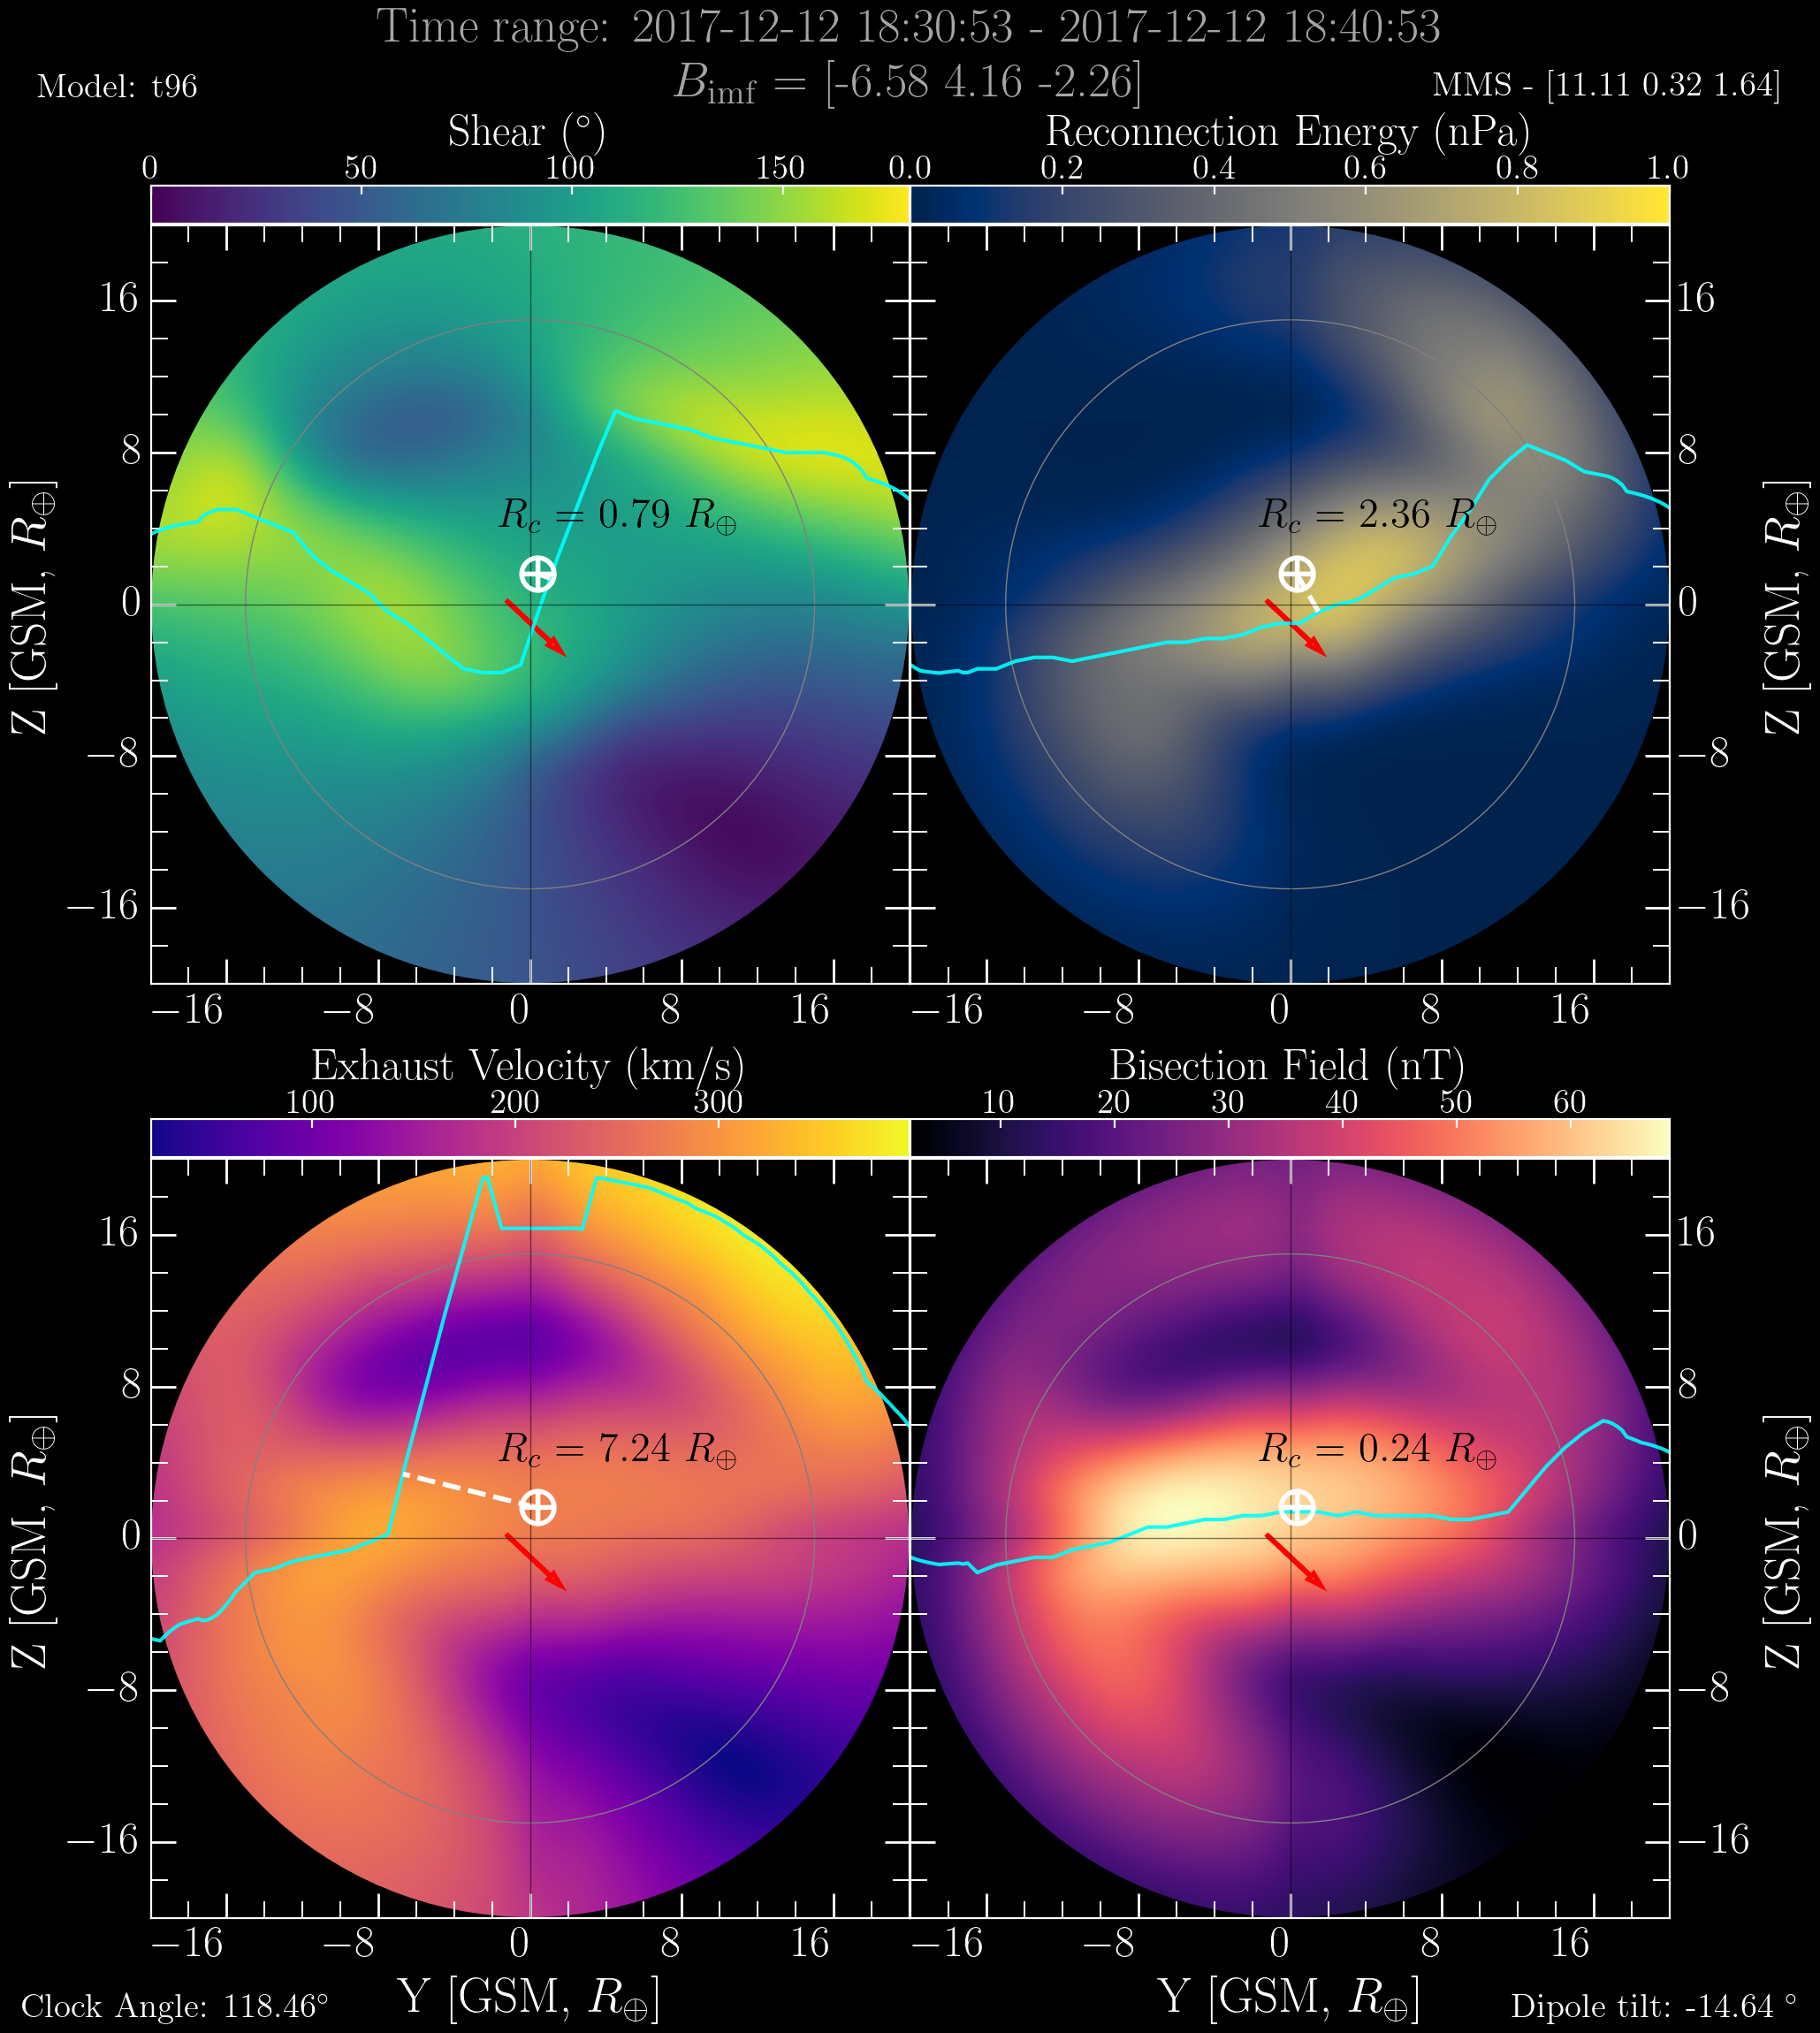 Time range: 2017-12-12 18:30:53 - 2017-12-12 18:40:53
Model: t96
B_imf = [-6.58 4.16 -2.26]
MMS - [11.11 0.32 1.64]
Shear (°)
Reconnection Energy (nPa)
0 50 100 150
0.0 0.2 0.4 0.6 0.8 1.0
16 8 0 −8 −16
Z [GSM, R⊕]
R_c = 0.79 R⊕
R_c = 2.36 R⊕
16 8 0 −8 −16
Z [GSM, R⊕]
−16 −8 0 8 16
−16 −8 0 8 16
Exhaust Velocity (km/s)
Bisection Field (nT)
100 200 300
10 20 30 40 50 60
16 8 0 −8 −16
Z [GSM, R⊕]
R_c = 7.24 R⊕
R_c = 0.24 R⊕
16 8 0 −8 −16
Z [GSM, R⊕]
−16 −8 0 8 16
−16 −8 0 8 16
Y [GSM, R⊕]
Y [GSM, R⊕]
Clock Angle: 118.46°
Dipole tilt: -14.64 °